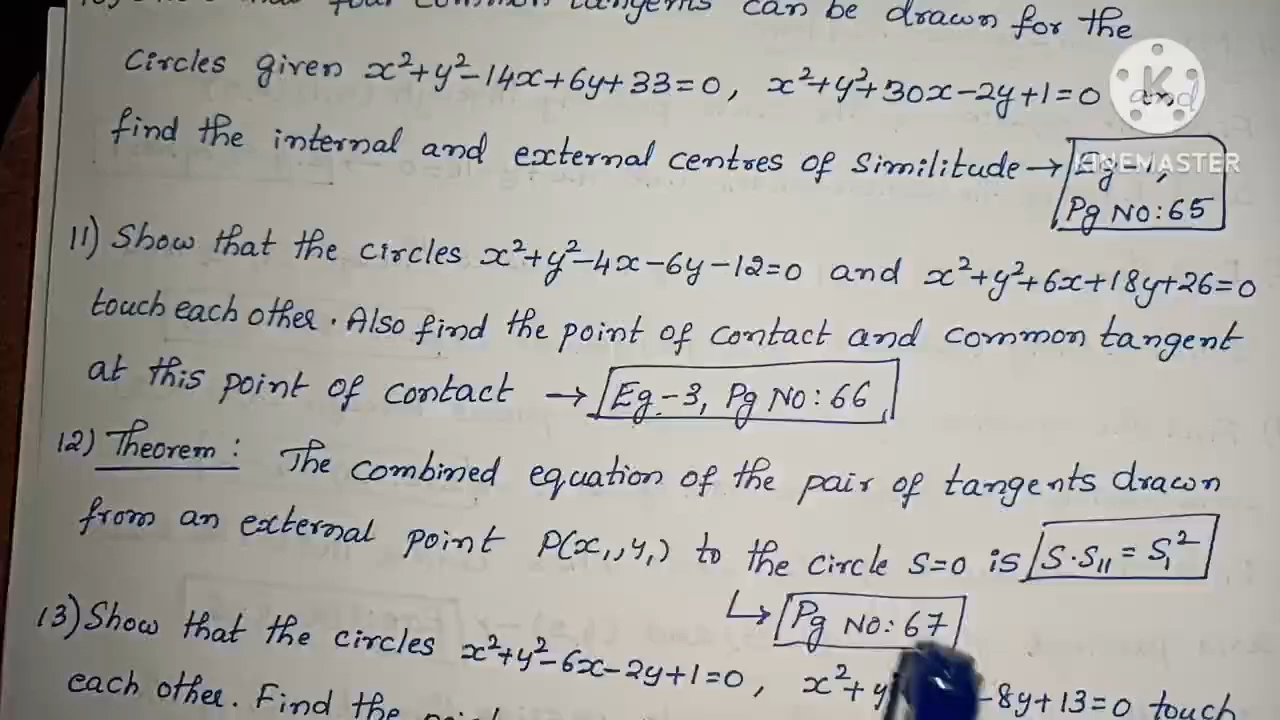 four common tangents can be drawn for the
Circles given x²+y²-14x+6y+33=0, x²+y²+30x-2y+1=0 and
find the internal and external centres of similitude → Eg-1,
Pg No:65
KINEMASTER
11) Show that the circles x²+y²-4x-6y-12=0 and x²+y²+6x+18y+26=0
touch each other. Also find the point of contact and common tangent
at this point of contact → Eg-3, Pg No:66
12) Theorem: The combined equation of the pair of tangents drawn
from an external point P(x₁,y₁) to the circle S=0 is S·S₁₁ = S₁²
↳ Pg No:67
13) Show that the circles x²+y²-6x-2y+1=0, x²+y -8y+13=0 touch
each other. Find the